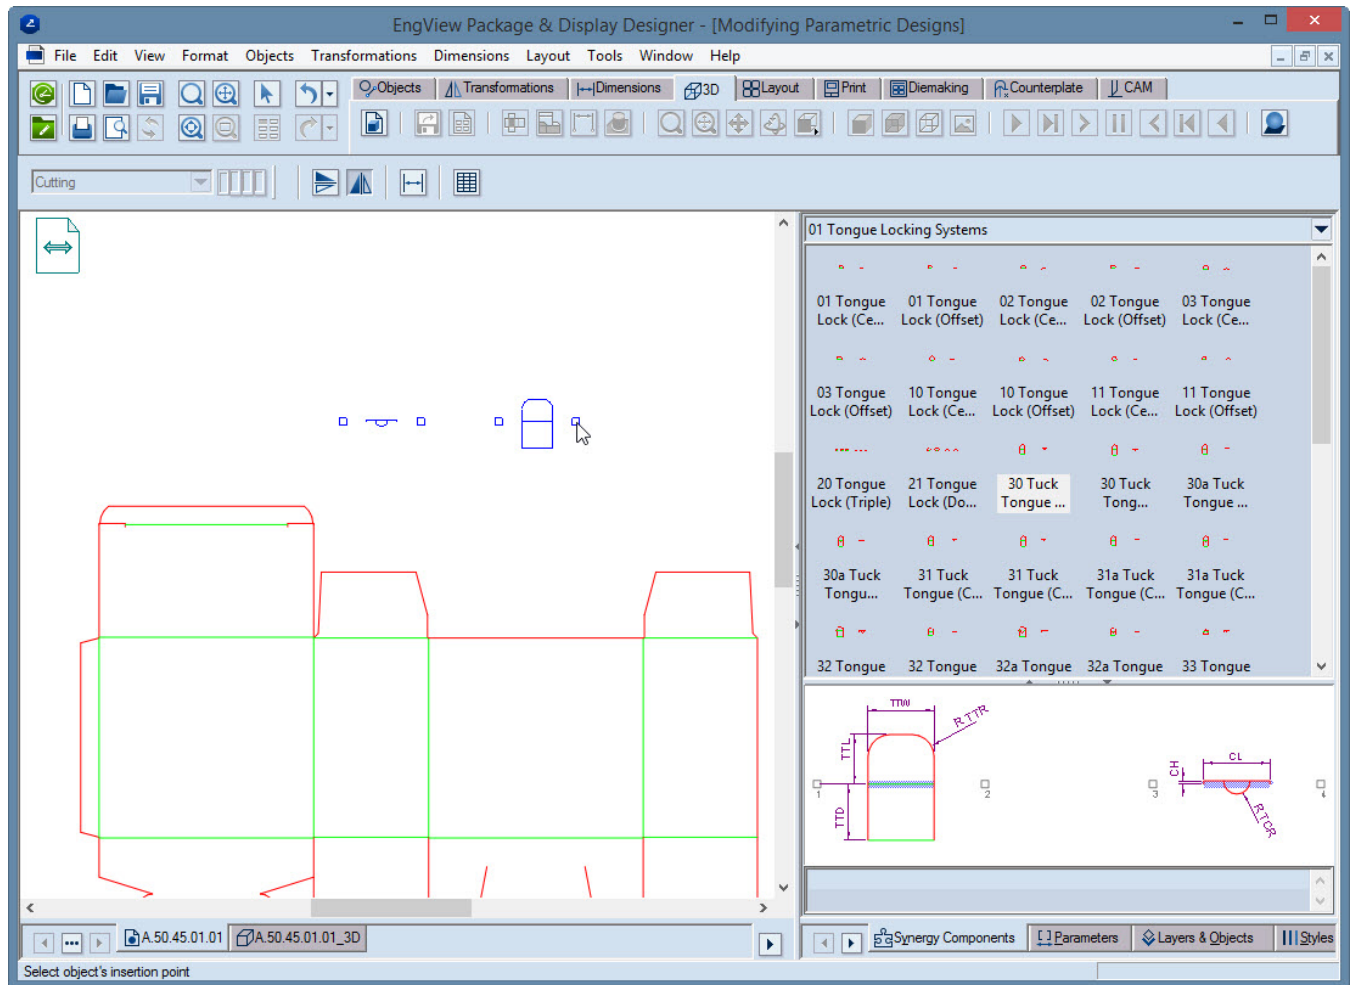 EngView Package & Display Designer - [Modifying Parametric Designs]
File Edit View Format Objects Transformations Dimensions Layout Tools Window Help
Objects Transformations Dimensions 3D Layout Print Diemaking Counterplate CAM
Cutting
01 Tongue Locking Systems
01 Tongue Lock (Ce...
01 Tongue Lock (Offset)
02 Tongue Lock (Ce...
02 Tongue Lock (Offset)
03 Tongue Lock (Ce...
03 Tongue Lock (Offset)
10 Tongue Lock (Ce...
10 Tongue Lock (Offset)
11 Tongue Lock (Ce...
11 Tongue Lock (Offset)
20 Tongue Lock (Triple)
21 Tongue Lock (Do...
30 Tuck Tongue ...
30 Tuck Tong...
30a Tuck Tongue ...
30a Tuck Tongu...
31 Tuck Tongue (C...
31 Tuck Tongue (C...
31a Tuck Tongue (C...
31a Tuck Tongue (C...
32 Tongue
32 Tongue
32a Tongue
32a Tongue
33 Tongue
TTW
RTTR
TTL
TTD
1
2
3
4
CH
CL
RTCR
A.50.45.01.01 A.50.45.01.01_3D
Synergy Components Parameters Layers & Objects Styles
Select object's insertion point